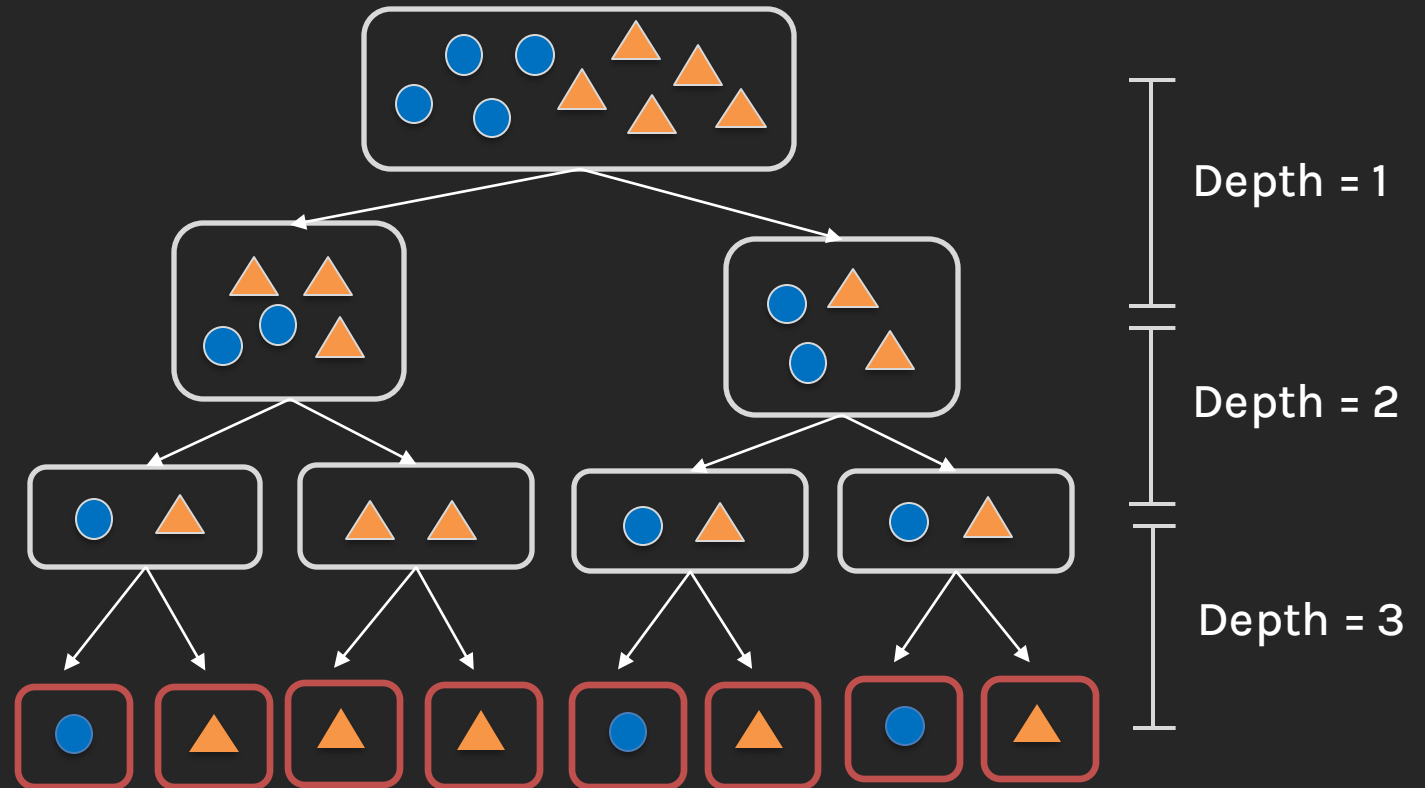 Depth = 1
Depth = 2
Depth = 3